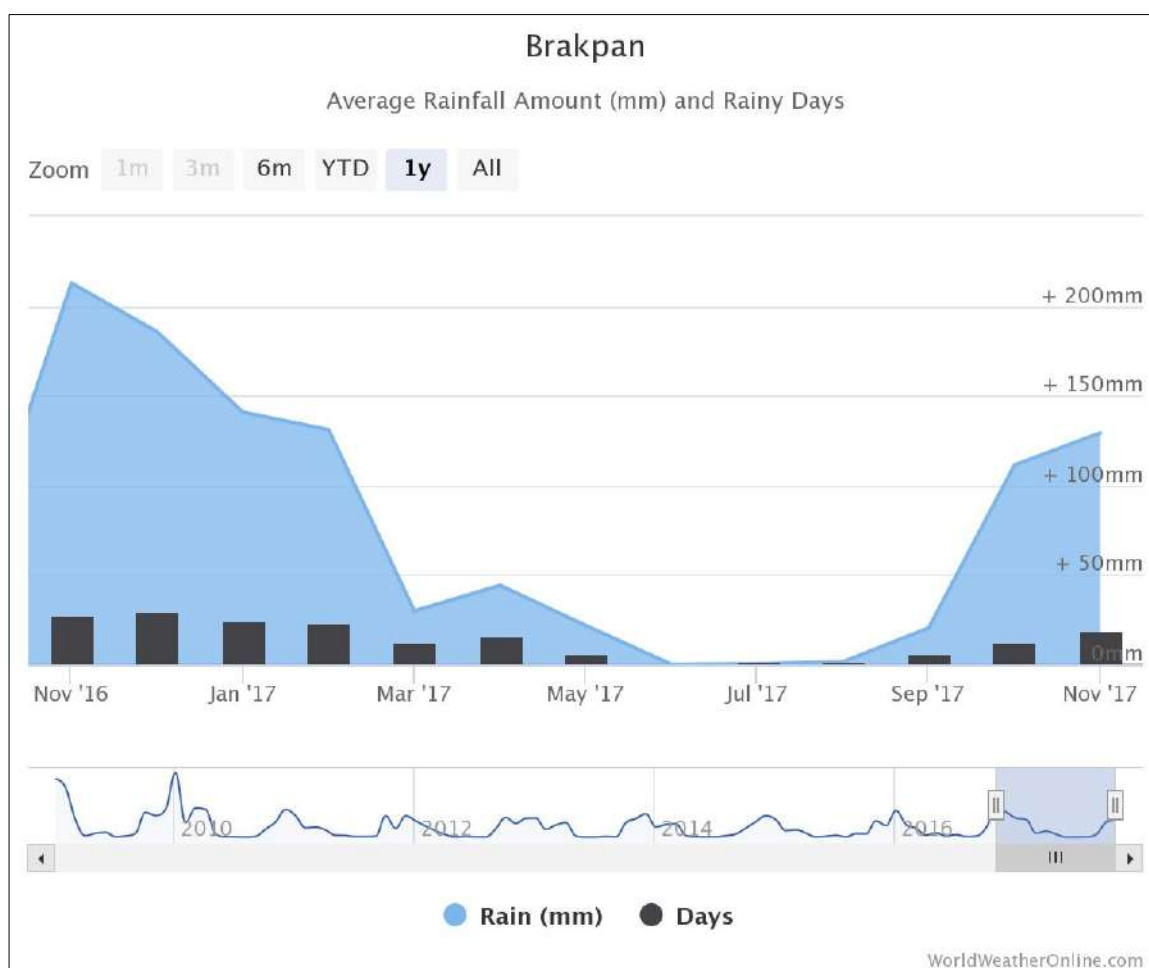 Brakpan
Average Rainfall Amount (mm) and Rainy Days
Zoom 1m 3m 6m YTD 1y All
+ 200mm
+ 150mm
+ 100mm
+ 50mm
0mm
Nov '16 Jan '17 Mar '17 May '17 Jul '17 Sep '17 Nov '17
2010 2012 2014 2016
Rain (mm) Days
WorldWeatherOnline.com